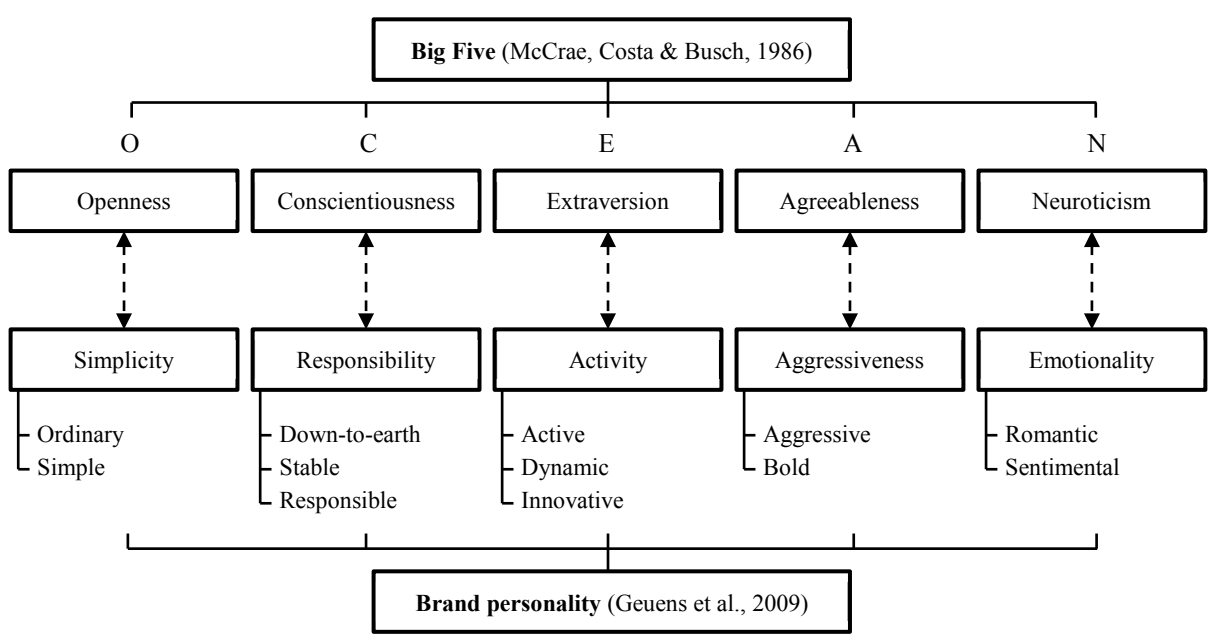 Big Five (McCrae, Costa & Busch, 1986)
O C E A N
Openness Conscientiousness Extraversion Agreeableness Neuroticism
Simplicity Responsibility Activity Aggressiveness Emotionality
Ordinary Down-to-earth Active Aggressive Romantic
Simple Stable Dynamic Bold Sentimental
Responsible Innovative
Brand personality (Geuens et al., 2009)